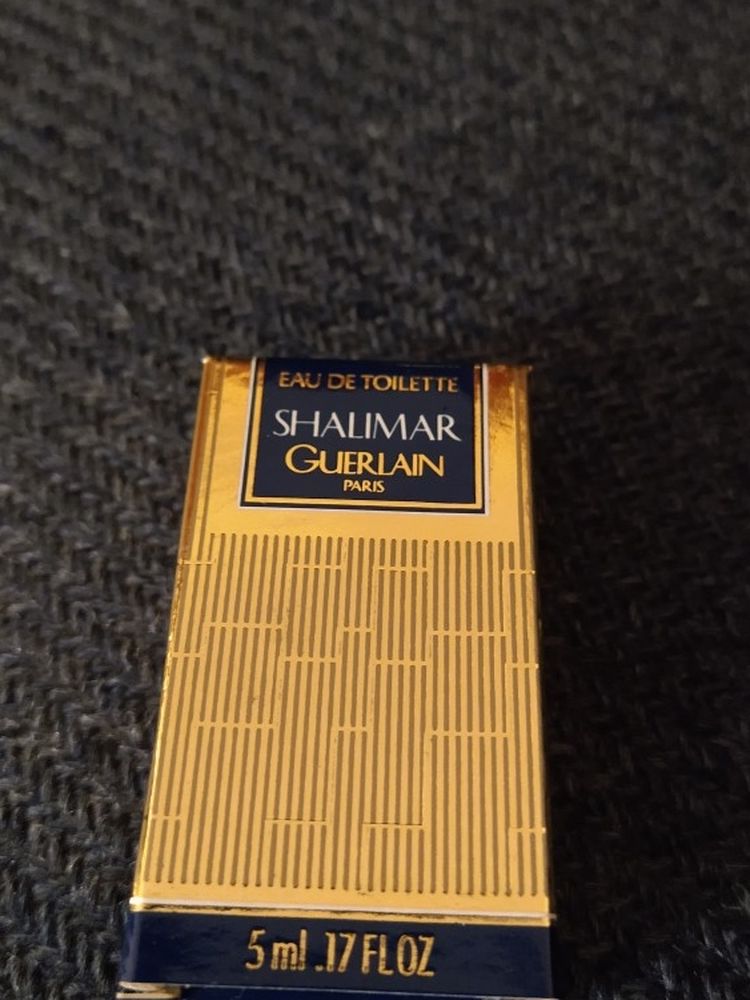 EAU DE TOILETTE
SHALIMAR
GUERLAIN
PARIS
5 ml .17 FL OZ